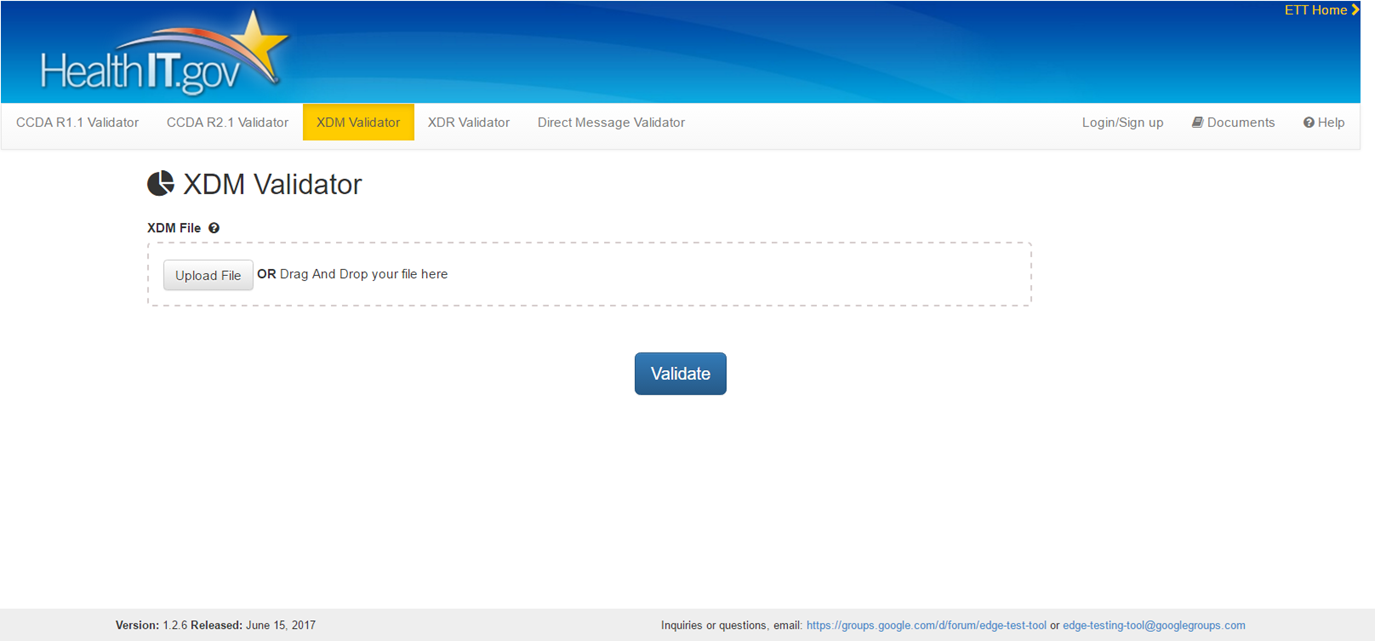 ETT Home
HealthIT.gov
CCDA R1.1 Validator CCDA R2.1 Validator XDM Validator XDR Validator Direct Message Validator Login/Sign up Documents Help
XDM Validator
XDM File
Upload File OR Drag And Drop your file here
Validate
Version: 1.2.6 Released: June 15, 2017 Inquiries or questions, email: https://groups.google.com/d/forum/edge-test-tool or edge-testing-tool@googlegroups.com